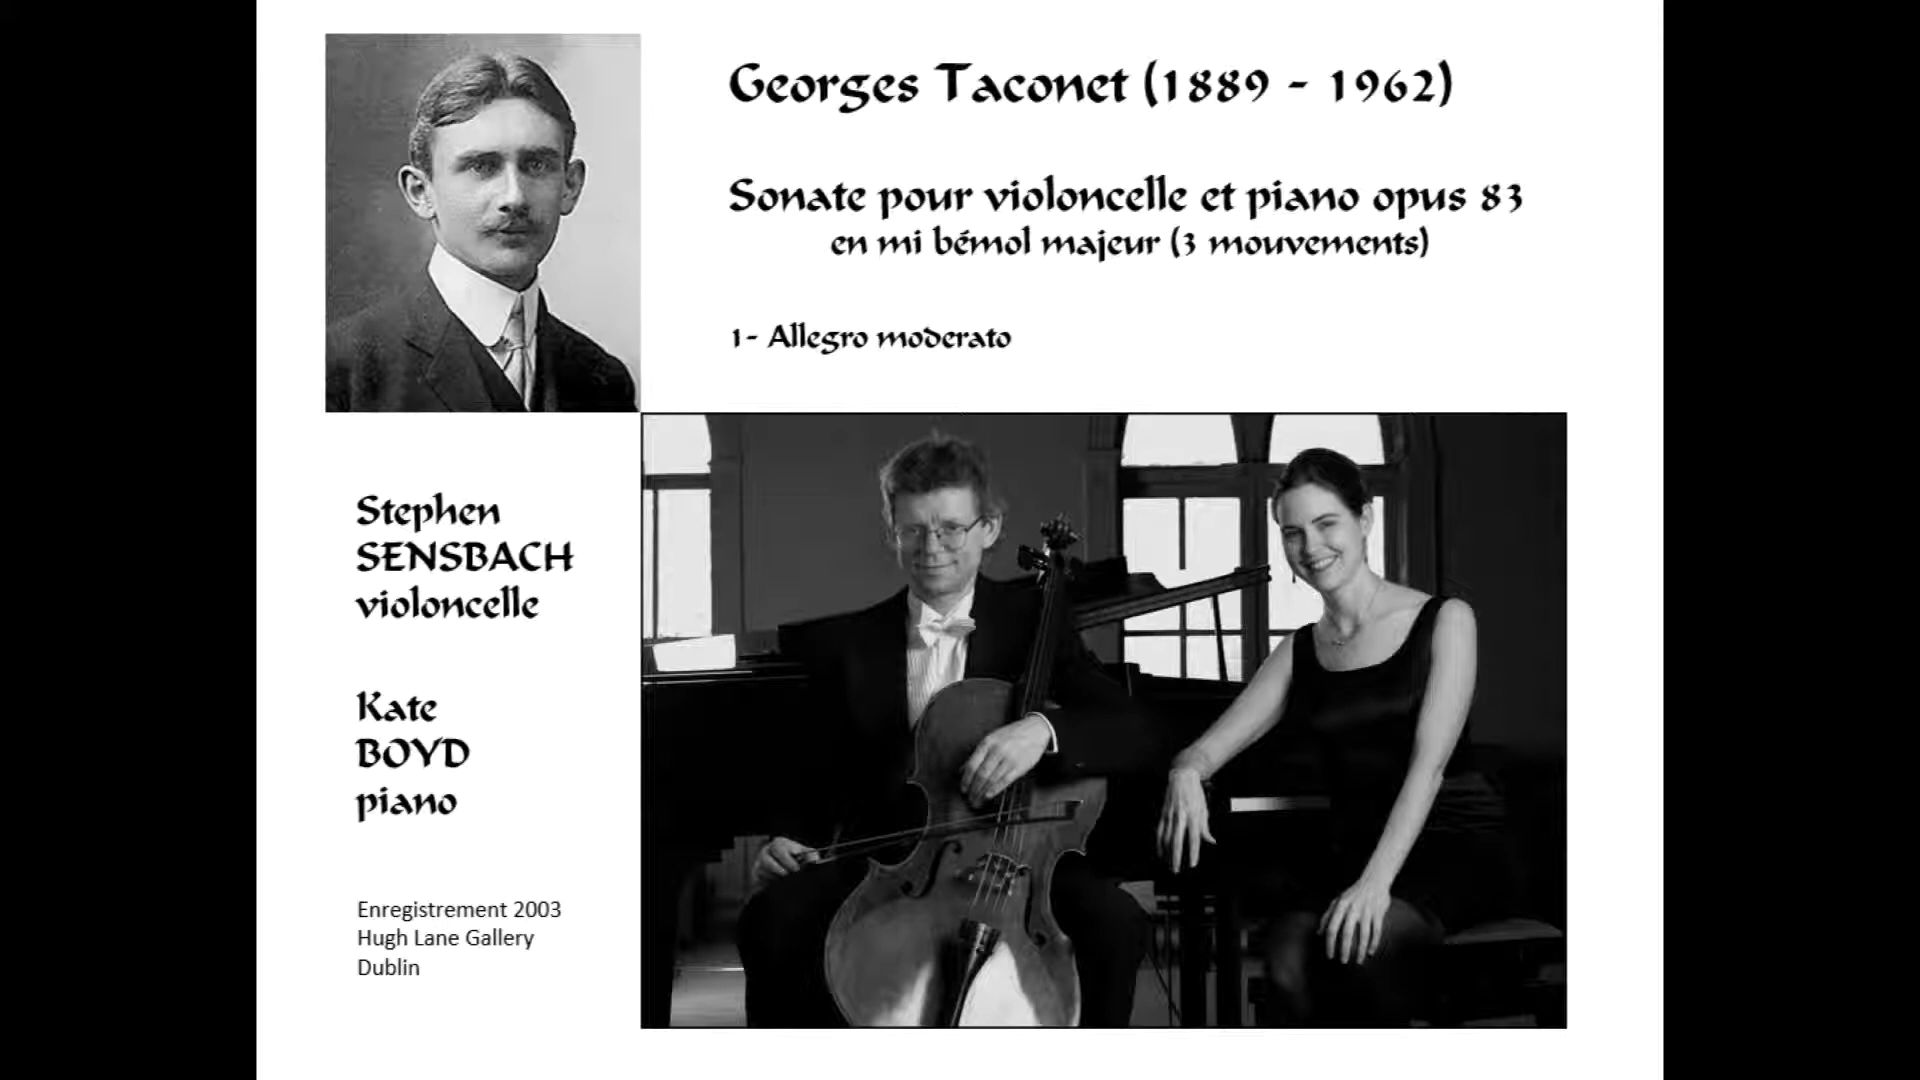 Georges Taconet (1889 - 1962)
Sonate pour violoncelle et piano opus 83
en mi bémol majeur (3 mouvements)
1- Allegro moderato
Stephen
SENSBACH
violoncelle
Kate
BOYD
piano
Enregistrement 2003
Hugh Lane Gallery
Dublin